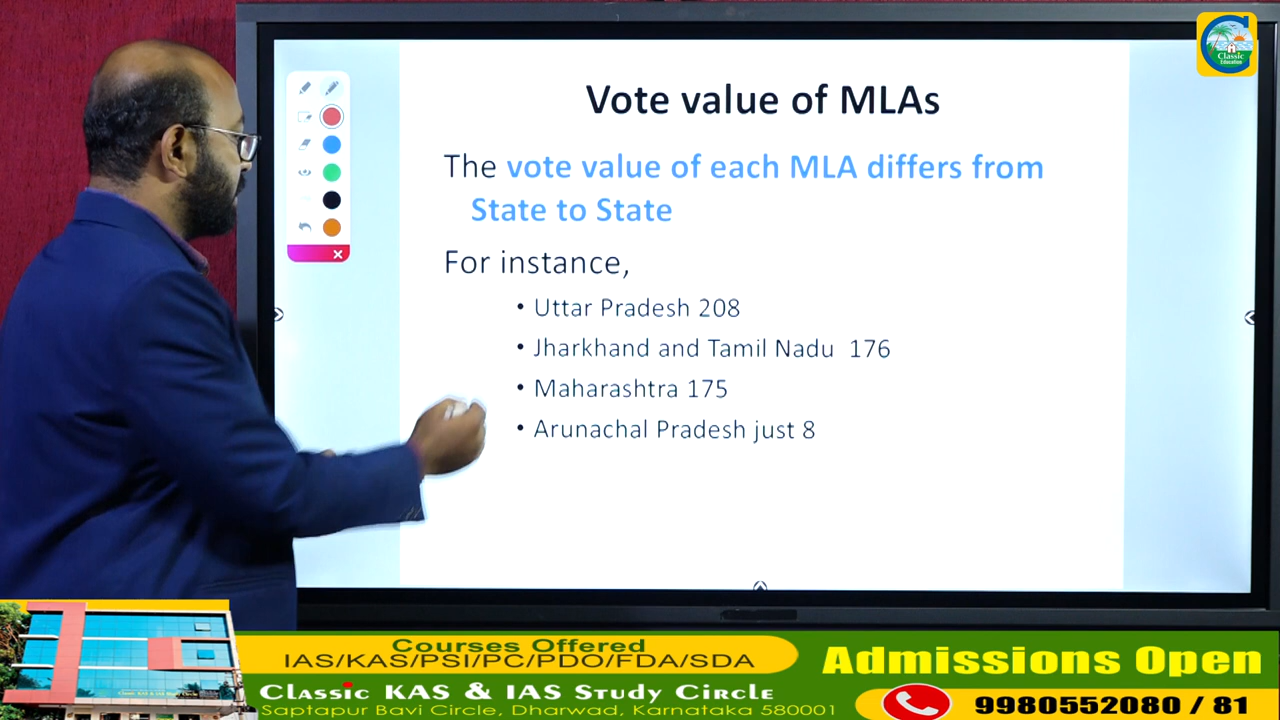 Classic
Education
Vote value of MLAs
The vote value of each MLA differs from
State to State
For instance,
• Uttar Pradesh 208
• Jharkhand and Tamil Nadu 176
• Maharashtra 175
• Arunachal Pradesh just 8
Courses Offered
IAS/KAS/PSI/PC/PDO/FDA/SDA
Classic KAS & IAS Study Circle
Saptapur Bavi Circle, Dharwad, Karnataka 580001
Admissions Open
9980552080 / 81